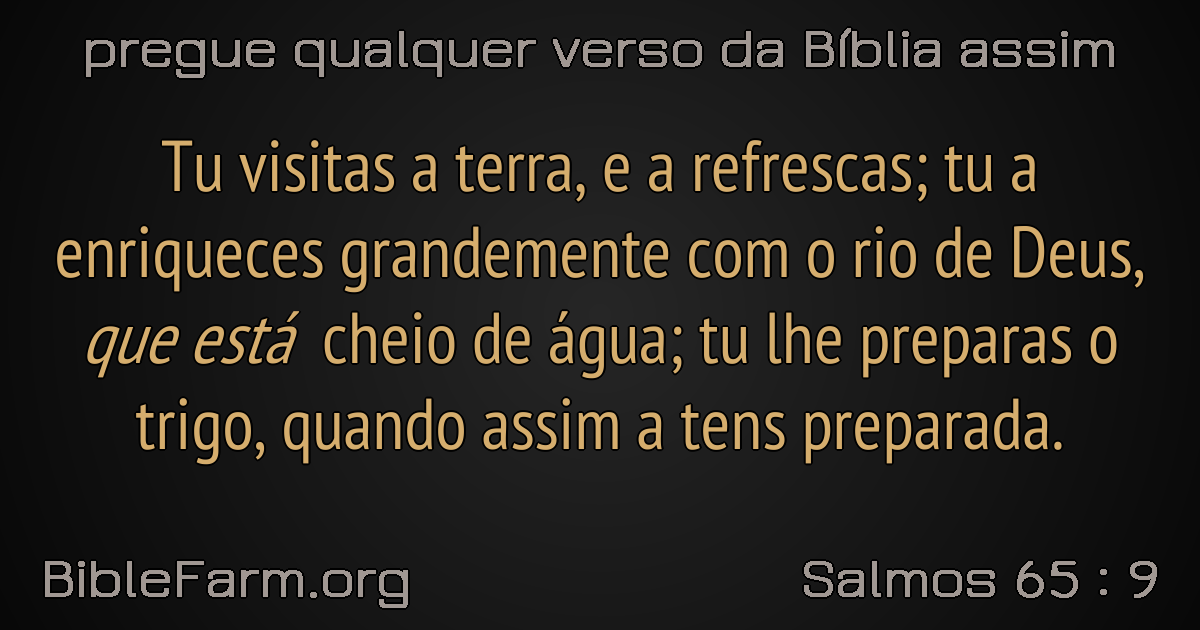 pregue qualquer verso da Bíblia assim
Tu visitas a terra, e a refrescas; tu a
enriqueces grandemente com o rio de Deus,
que está cheio de água; tu lhe preparas o
trigo, quando assim a tens preparada.
BibleFarm.org
Salmos 65 : 9